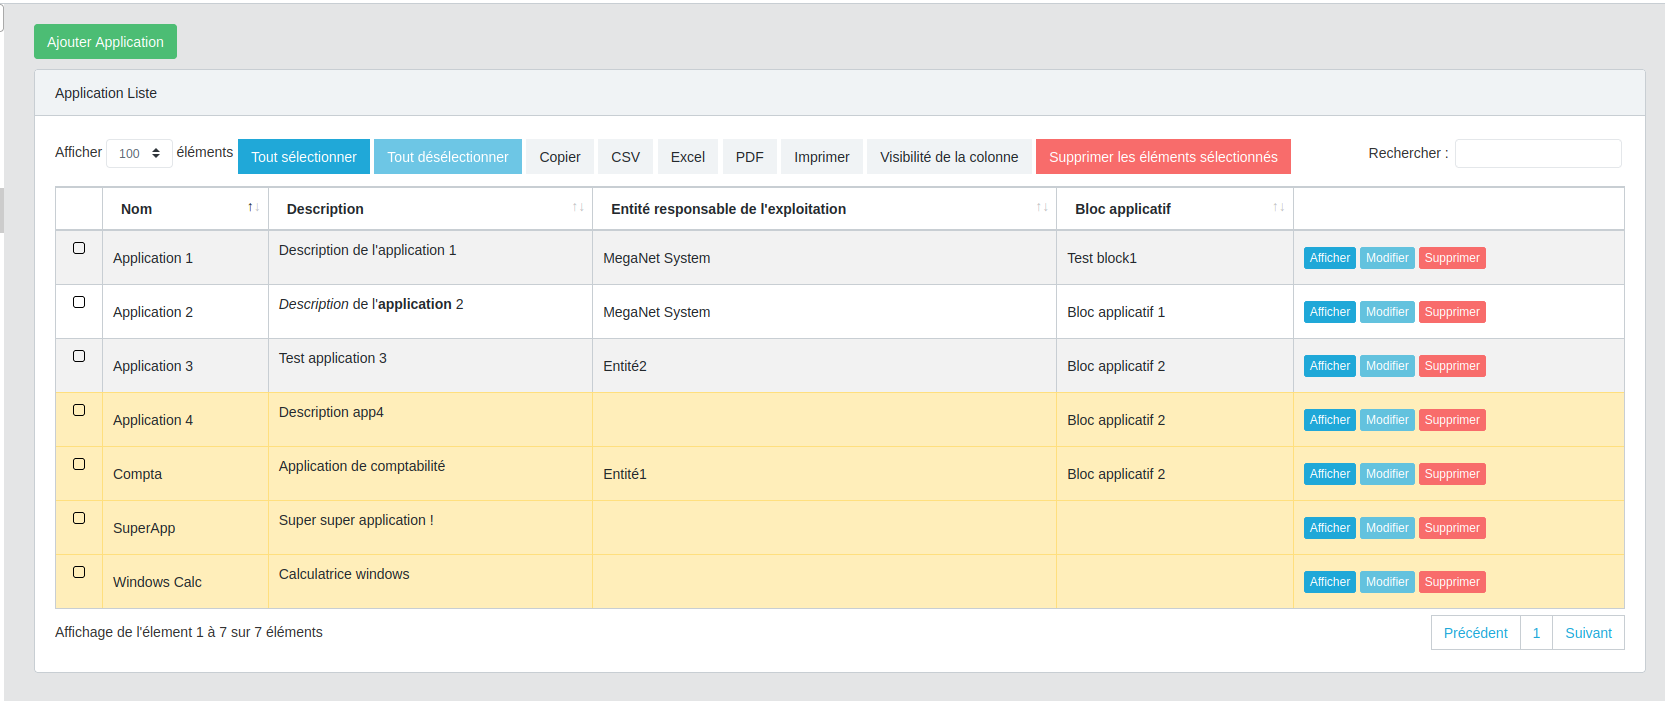 Ajouter Application
Application Liste
Afficher 100 éléments Tout sélectionner Tout désélectionner Copier CSV Excel PDF Imprimer Visibilité de la colonne Supprimer les éléments sélectionnés Rechercher :
Nom Description Entité responsable de l'exploitation Bloc applicatif
Application 1 Description de l'application 1 MegaNet System Test block1 Afficher Modifier Supprimer
Application 2 Description de l'application 2 MegaNet System Bloc applicatif 1 Afficher Modifier Supprimer
Application 3 Test application 3 Entité2 Bloc applicatif 2 Afficher Modifier Supprimer
Application 4 Description app4 Bloc applicatif 2 Afficher Modifier Supprimer
Compta Application de comptabilité Entité1 Bloc applicatif 2 Afficher Modifier Supprimer
SuperApp Super super application ! Afficher Modifier Supprimer
Windows Calc Calculatrice windows Afficher Modifier Supprimer
Affichage de l'élement 1 à 7 sur 7 éléments Précédent 1 Suivant